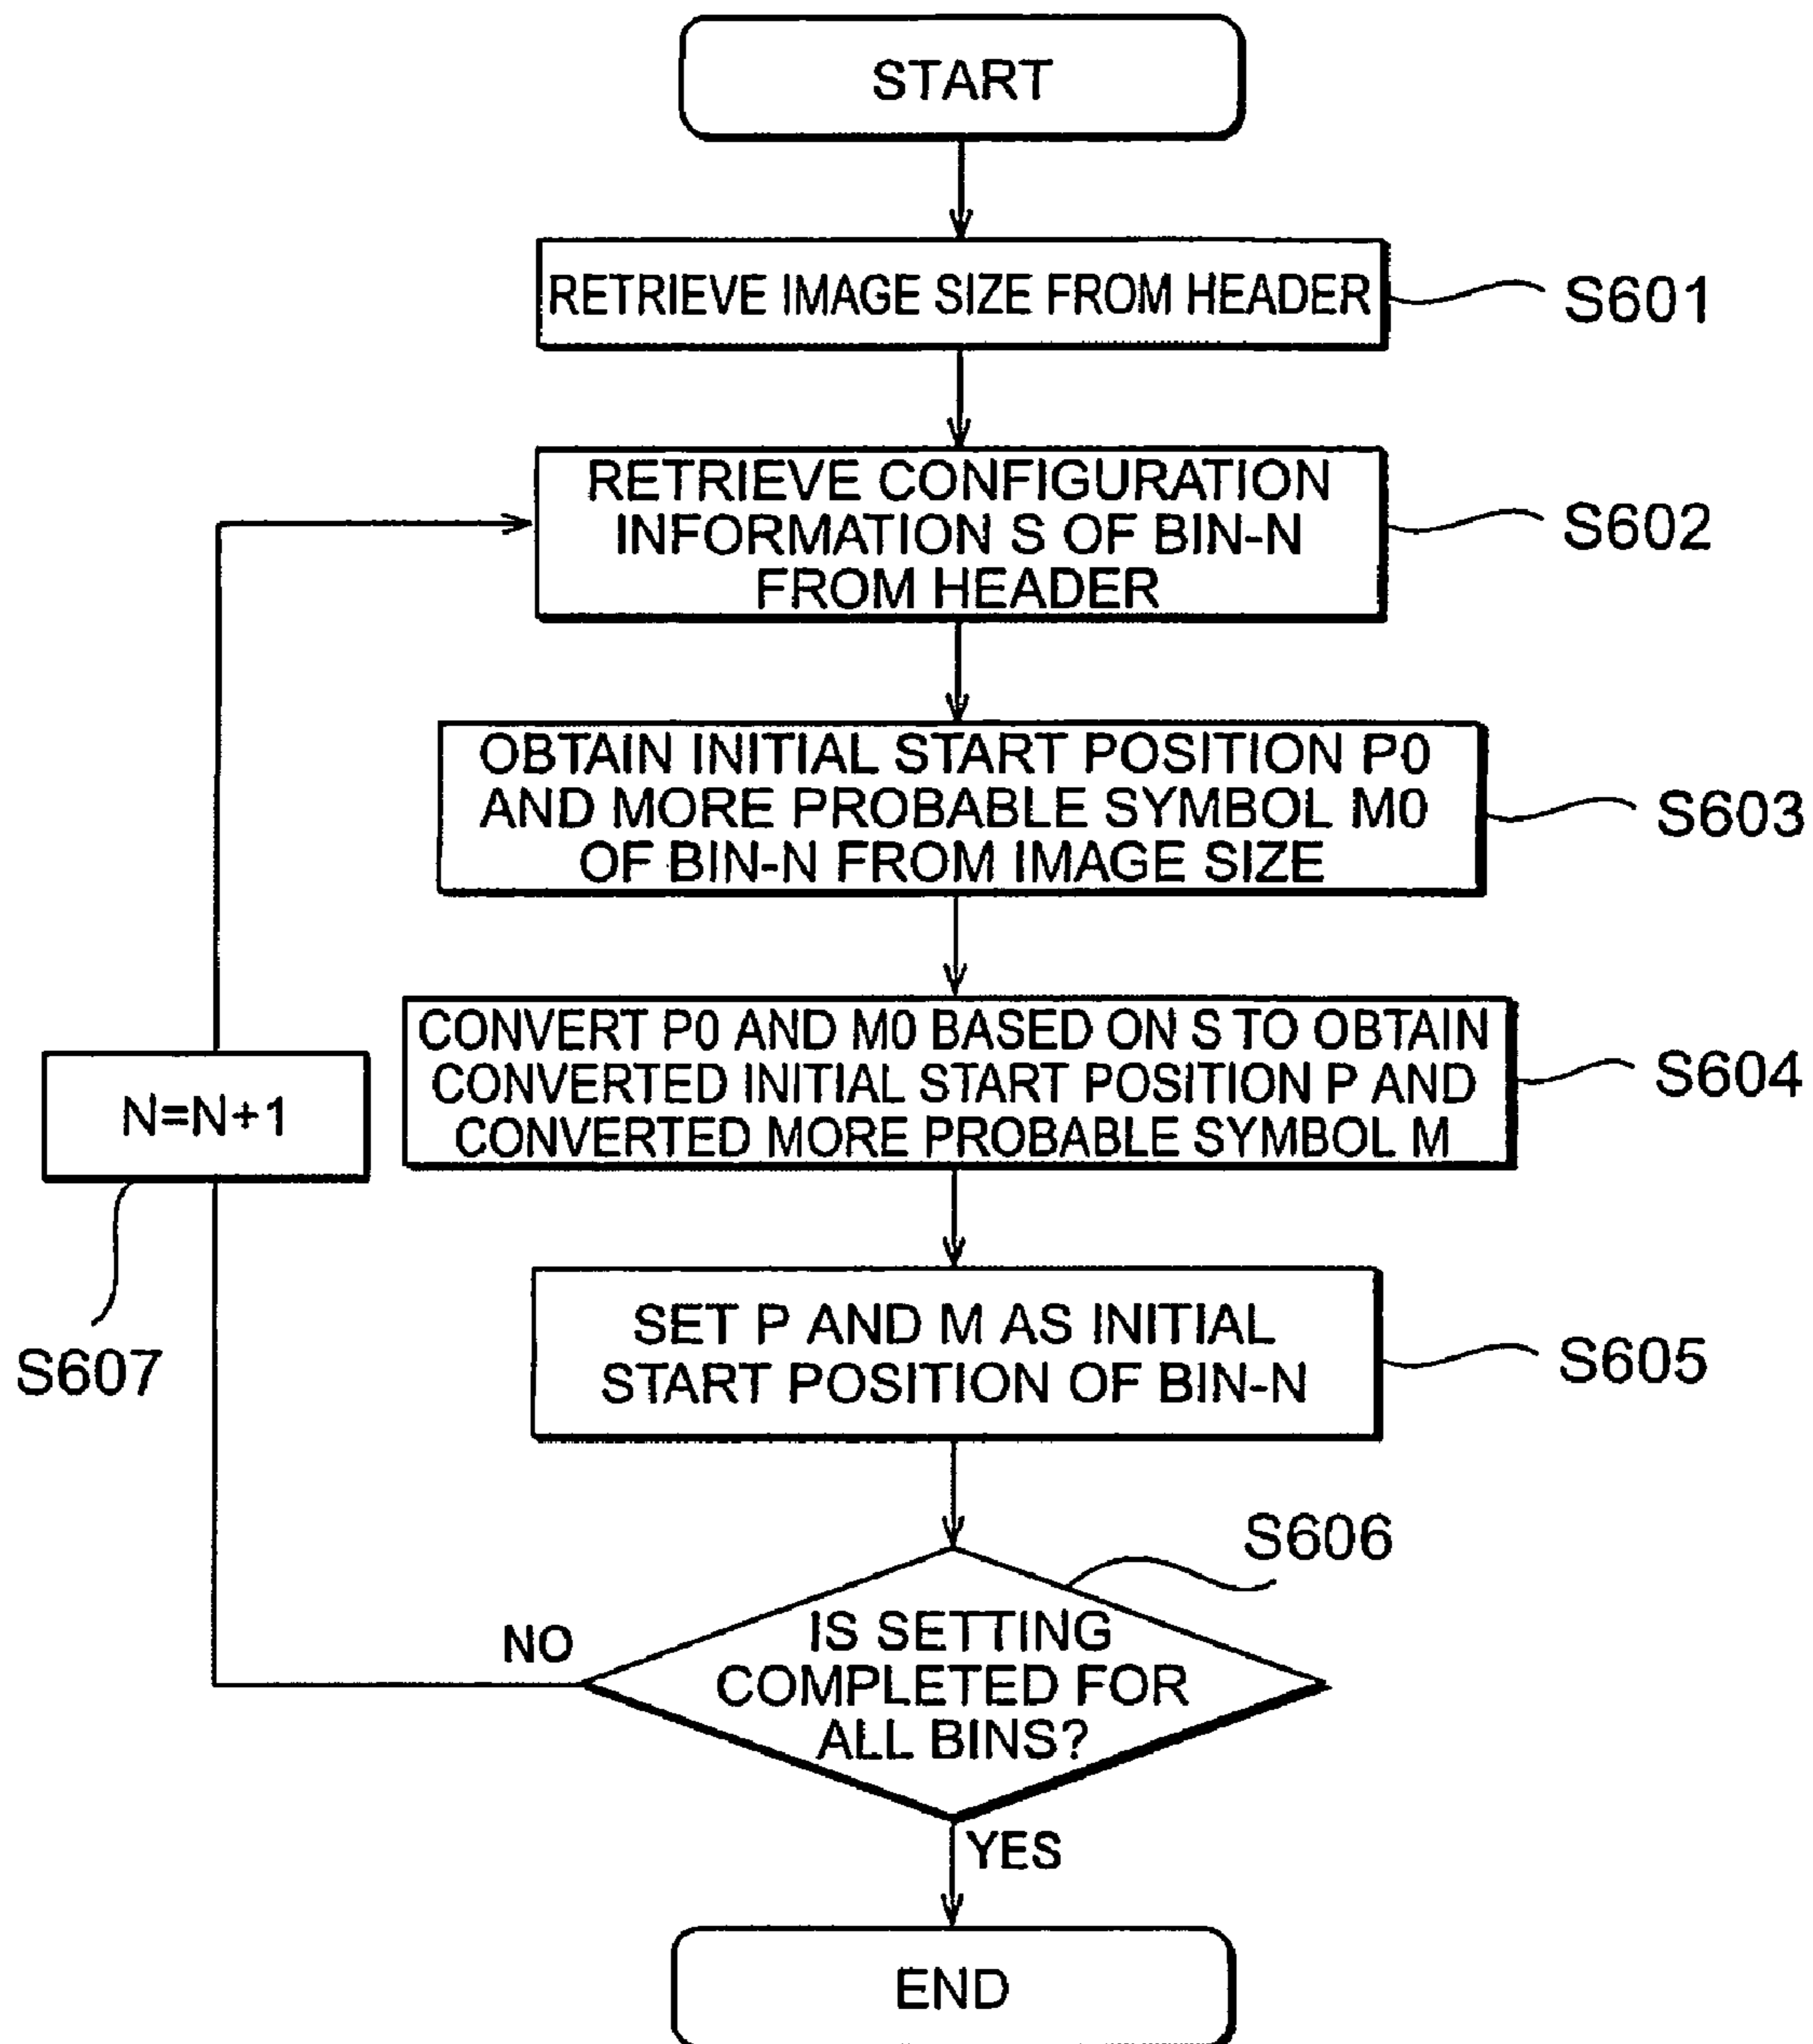 START
RETRIEVE IMAGE SIZE FROM HEADER
S601
RETRIEVE CONFIGURATION
INFORMATION S OF BIN-N
FROM HEADER
S602
OBTAIN INITIAL START POSITION P0
AND MORE PROBABLE SYMBOL M0
OF BIN-N FROM IMAGE SIZE
S603
CONVERT P0 AND M0 BASED ON S TO OBTAIN
CONVERTED INITIAL START POSITION P AND
CONVERTED MORE PROBABLE SYMBOL M
S604
N=N+1
S607
SET P AND M AS INITIAL
START POSITION OF BIN-N
S605
S606
IS SETTING
COMPLETED FOR
ALL BINS?
NO
YES
END